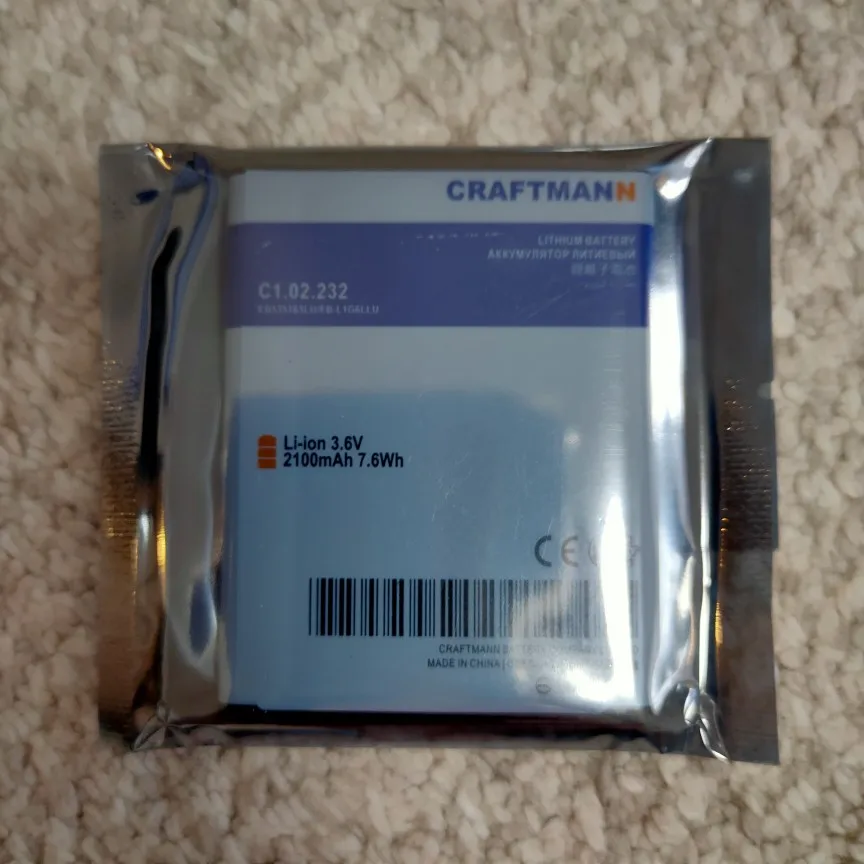 CRAFTMANN
LITHIUM BATTERY
АККУМУЛЯТОР ЛИТИЕВЫЙ
C1.02.232
Li-ion 3.6V
2100mAh 7.6Wh
CE
CRAFTMANN
MADE IN CHINA